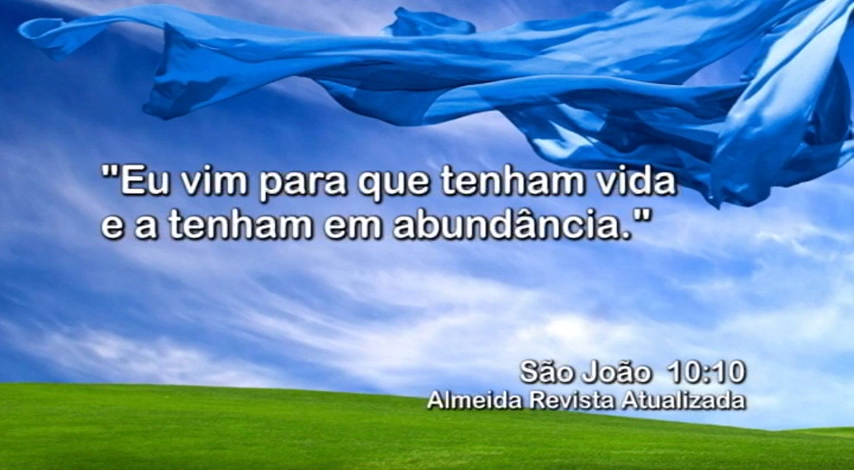 "Eu vim para que tenham vida
e a tenham em abundância."
São João 10:10
Almeida Revista Atualizada